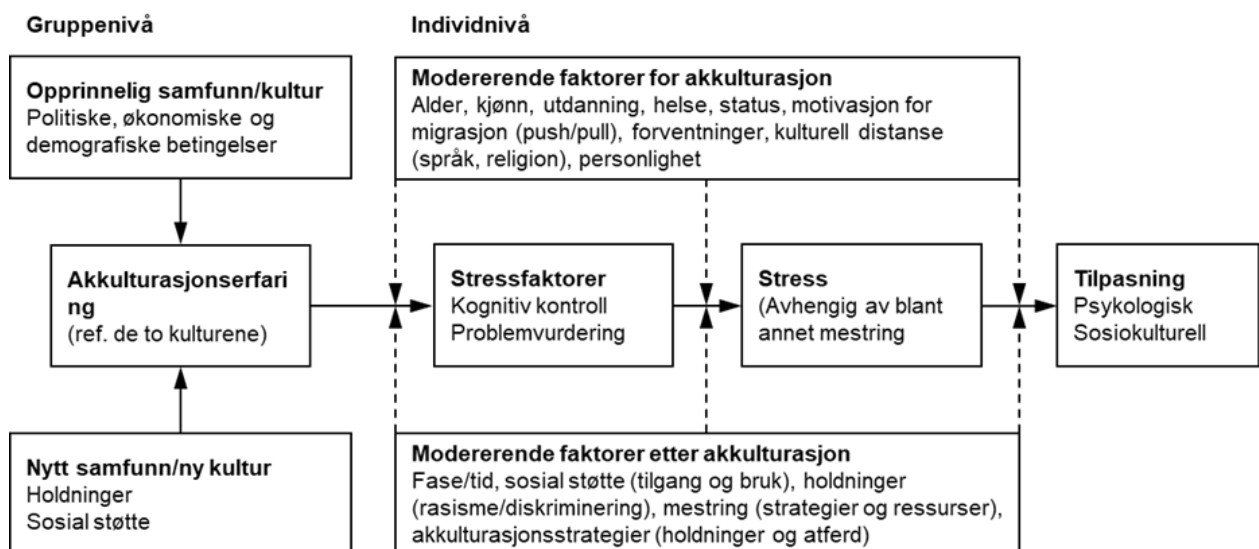 Gruppenivå
Individnivå
Opprinnelig samfunn/kultur
Politiske, økonomiske og
demografiske betingelser
Modererende faktorer for akkulturasjon
Alder, kjønn, utdanning, helse, status, motivasjon for
migrasjon (push/pull), forventninger, kulturell distanse
(språk, religion), personlighet
Akkulturasjonserfari
ng
(ref. de to kulturene)
Stressfaktorer
Kognitiv kontroll
Problemvurdering
Stress
(Avhengig av blant
annet mestring
Tilpasning
Psykologisk
Sosiokulturell
Nytt samfunn/ny kultur
Holdninger
Sosial støtte
Modererende faktorer etter akkulturasjon
Fase/tid, sosial støtte (tilgang og bruk), holdninger
(rasisme/diskriminering), mestring (strategier og ressurser),
akkulturasjonsstrategier (holdninger og atferd)